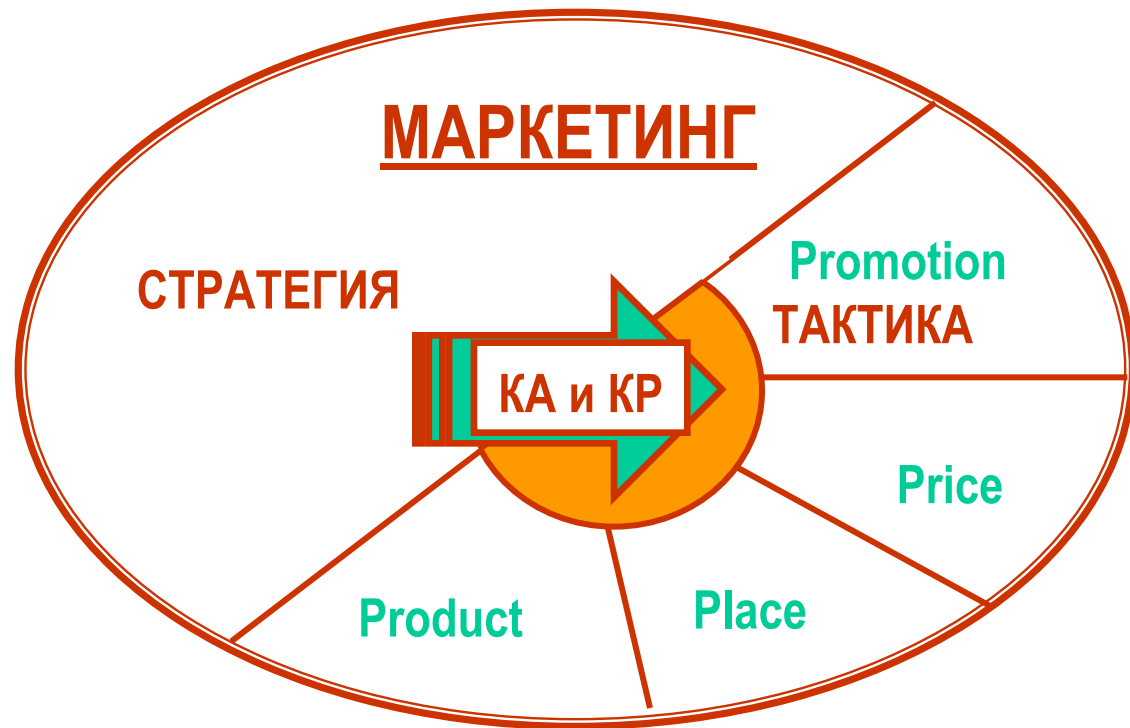 МАРКЕТИНГ
СТРАТЕГИЯ
Promotion
ТАКТИКА
КА и КР
Price
Product
Place